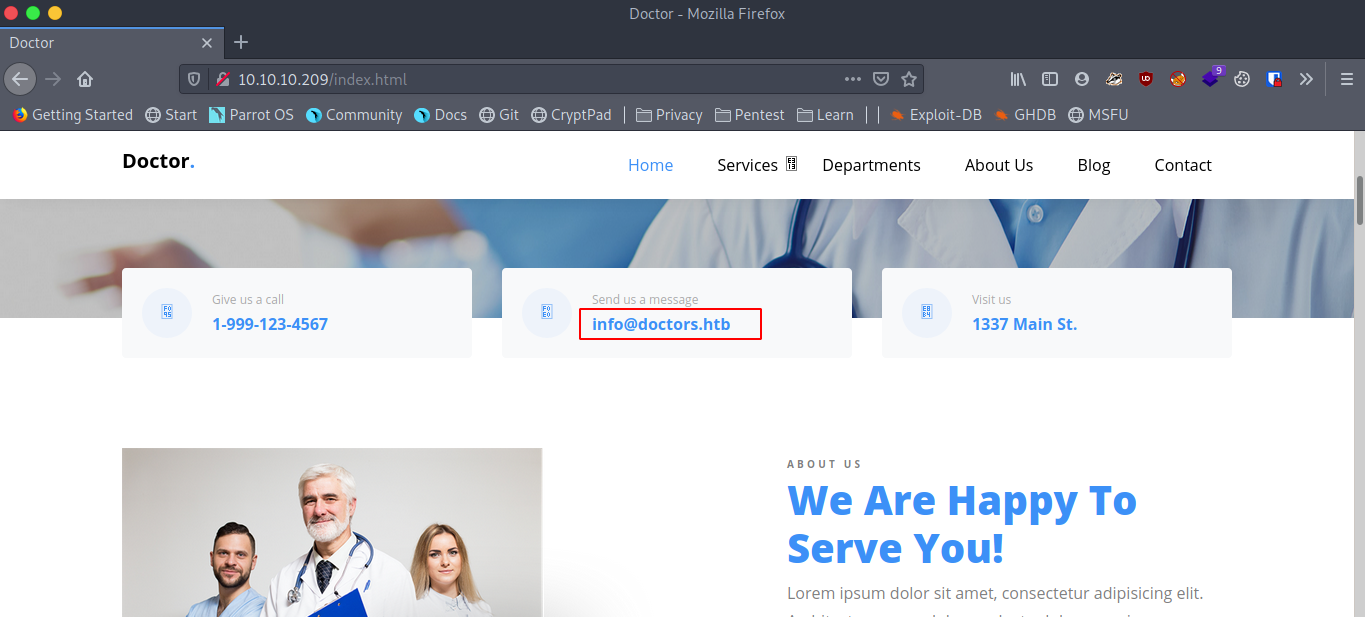 Doctor - Mozilla Firefox
Doctor
10.10.10.209/index.html
9
Getting Started Start Parrot OS Community Docs Git CryptPad Privacy Pentest Learn Exploit-DB GHDB MSFU
Doctor.
Home Services Departments About Us Blog Contact
Give us a call
1-999-123-4567
Send us a message
info@doctors.htb
Visit us
1337 Main St.
ABOUT US
We Are Happy To
Serve You!
Lorem ipsum dolor sit amet, consectetur adipisicing elit.